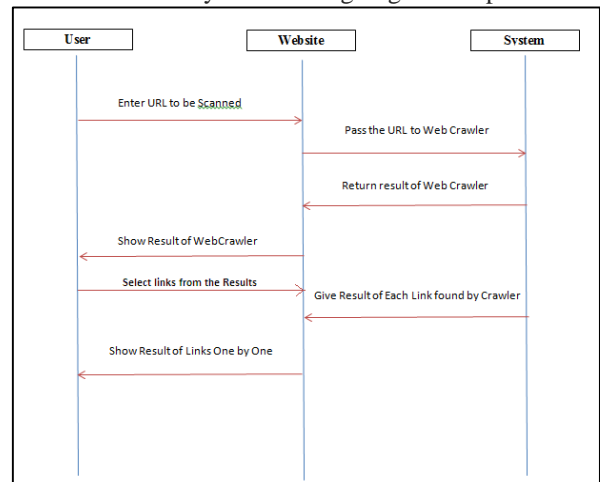 User Website System
Enter URL to be Scanned
Pass the URL to Web Crawler
Return result of Web Crawler
Show Result of WebCrawler
Select links from the Results
Give Result of Each Link found by Crawler
Show Result of Links One by One